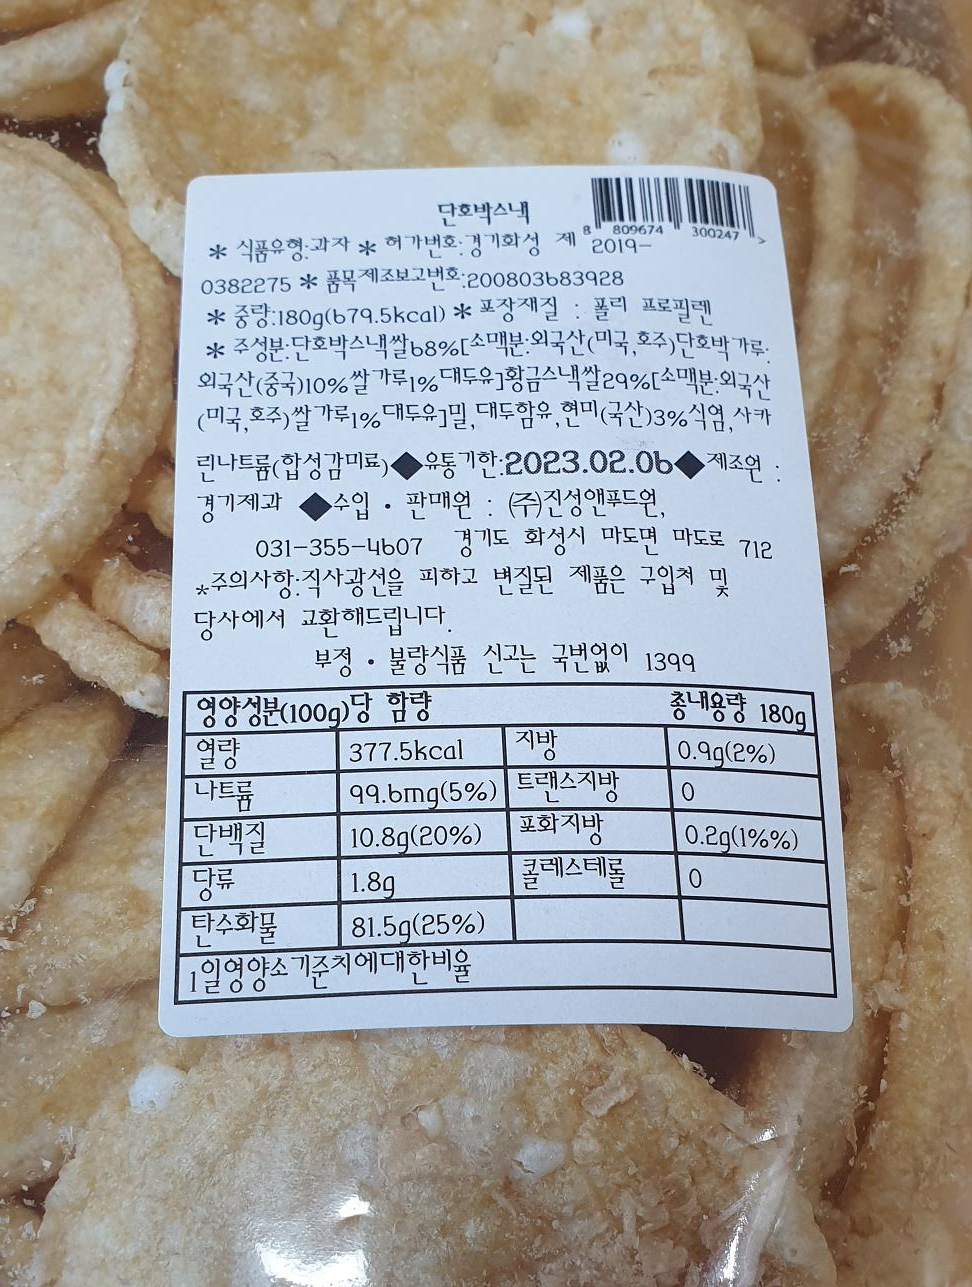 단호박스낵
8 809674 300247 >
* 식품유형:과자 * 허가번호:경기화성 제 2019-
0382275 * 품목제조보고번호:200803683928
* 중량:180g(679.5kcal) * 포장재질 : 폴리 프로필렌
* 주성분:단호박스낵쌀68%[소맥분:외국산(미국,호주)단호박가루:
외국산(중국)10%쌀가루1%대두유]황금스낵쌀29%[소맥분:외국산
(미국,호주)쌀가루1%대두유]밀,대두함유,현미(국산)3%식염,사카
린나트륨(합성감미료)◆유통기한:2023.02.06◆제조원 :
경기제과 ◆수입 · 판매원 : (주)진성앤푸드원,
031-355-4607 경기도 화성시 마도면 마도로 712
*주의사항:직사광선을 피하고 변질된 제품은 구입쳐 및
당사에서 교환해드립니다.
부정 · 불량식품 신고는 국번없이 1399
영양성분(100g)당 함량 총내용량 180g
열량 377.5kcal 지방 0.9g(2%)
나트륨 99.6mg(5%) 트랜스지방 0
단백질 10.8g(20%) 포화지방 0.2g(1%%)
당류 1.8g 콜레스테롤 0
탄수화물 81.5g(25%)
1일영양소기준치에대한비율